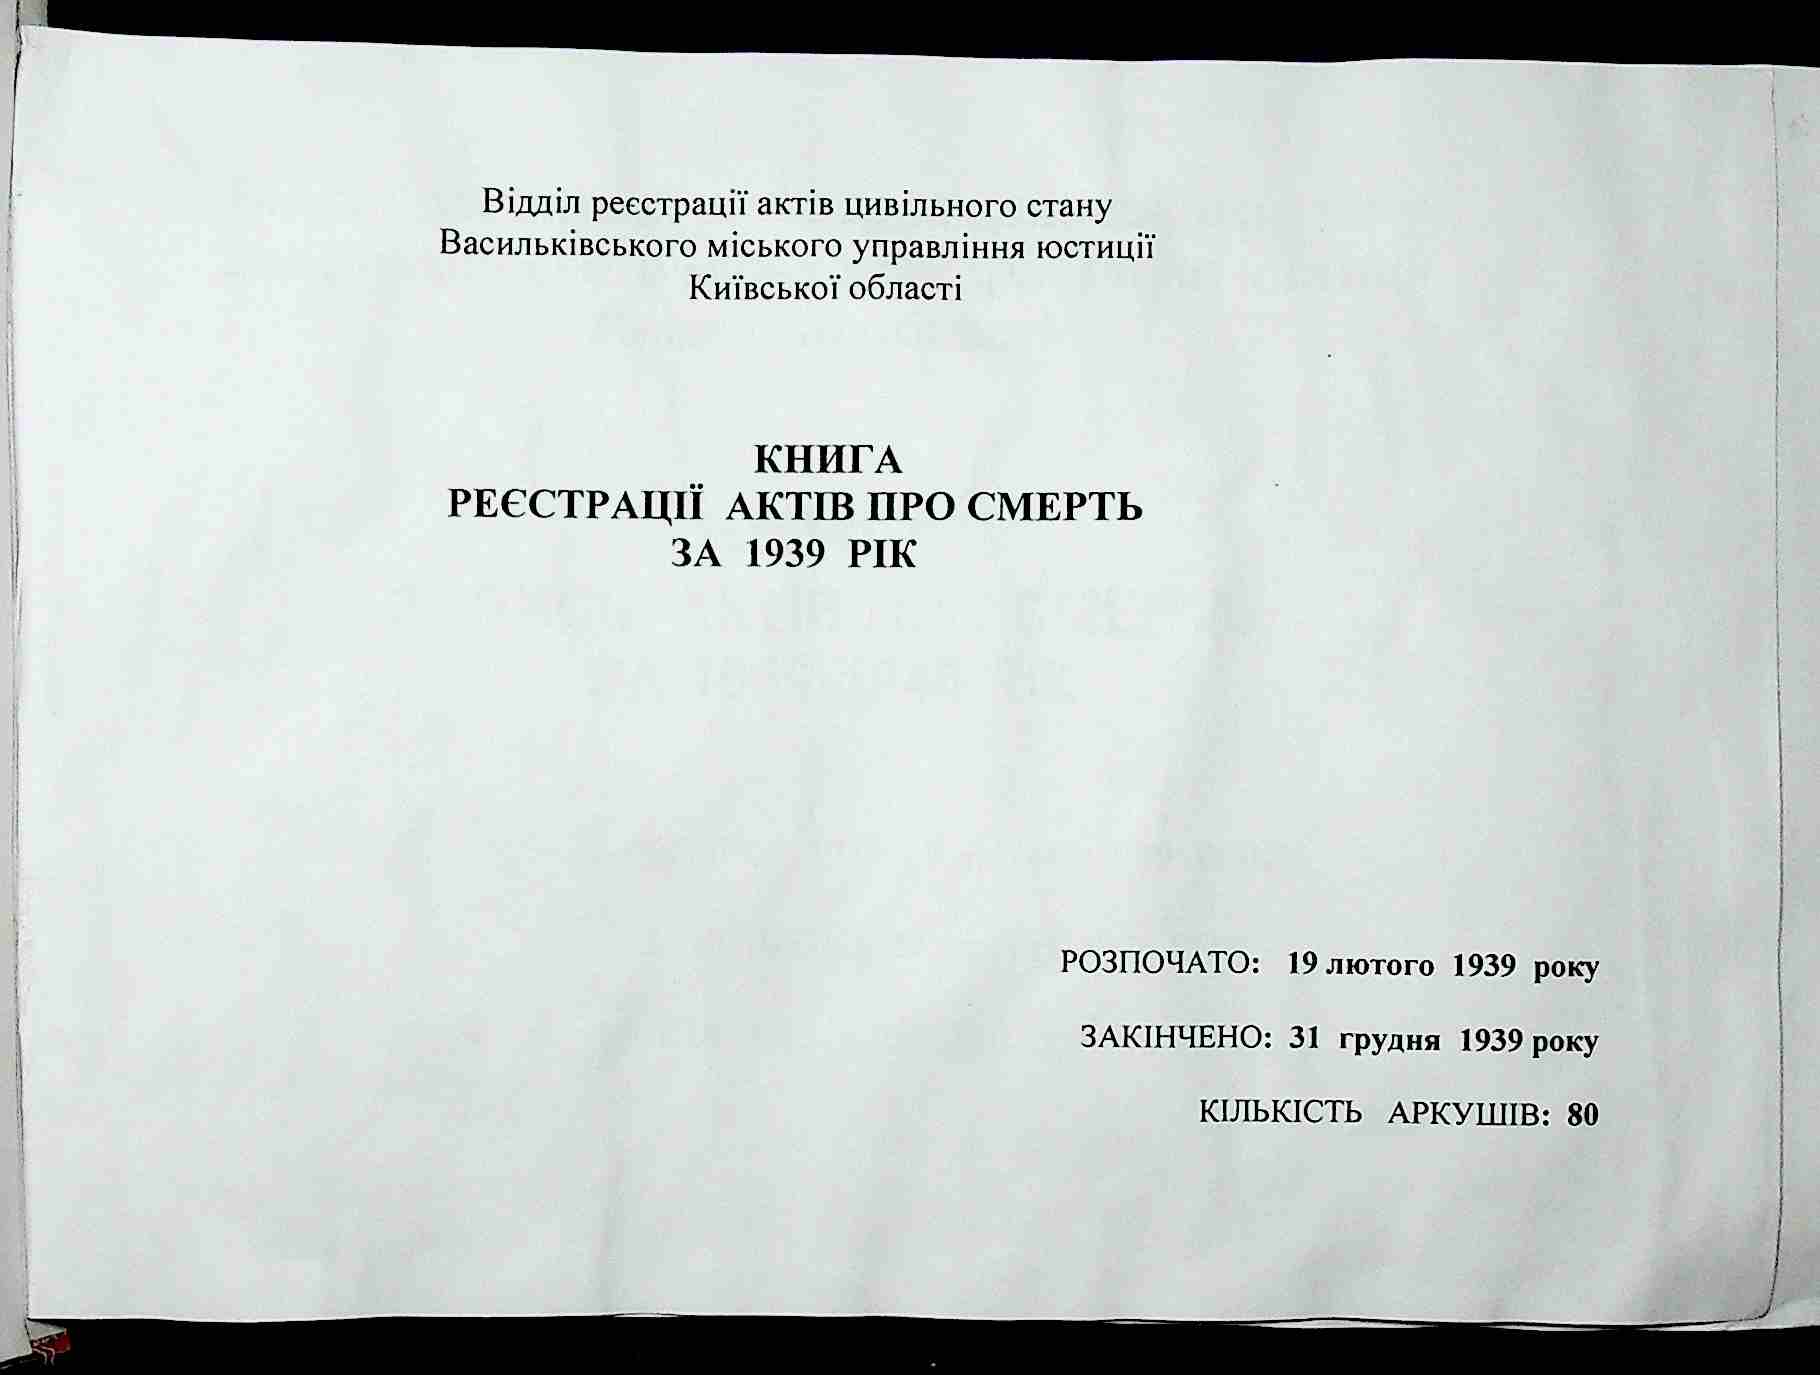 Відділ реєстрації актів цивільного стану
Васильківського міського управління юстиції
Київської області
КНИГА
РЕЄСТРАЦІЇ АКТІВ ПРО СМЕРТЬ
ЗА 1939 РІК
РОЗПОЧАТО: 19 лютого 1939 року
ЗАКІНЧЕНО: 31 грудня 1939 року
КІЛЬКІСТЬ АРКУШІВ: 80